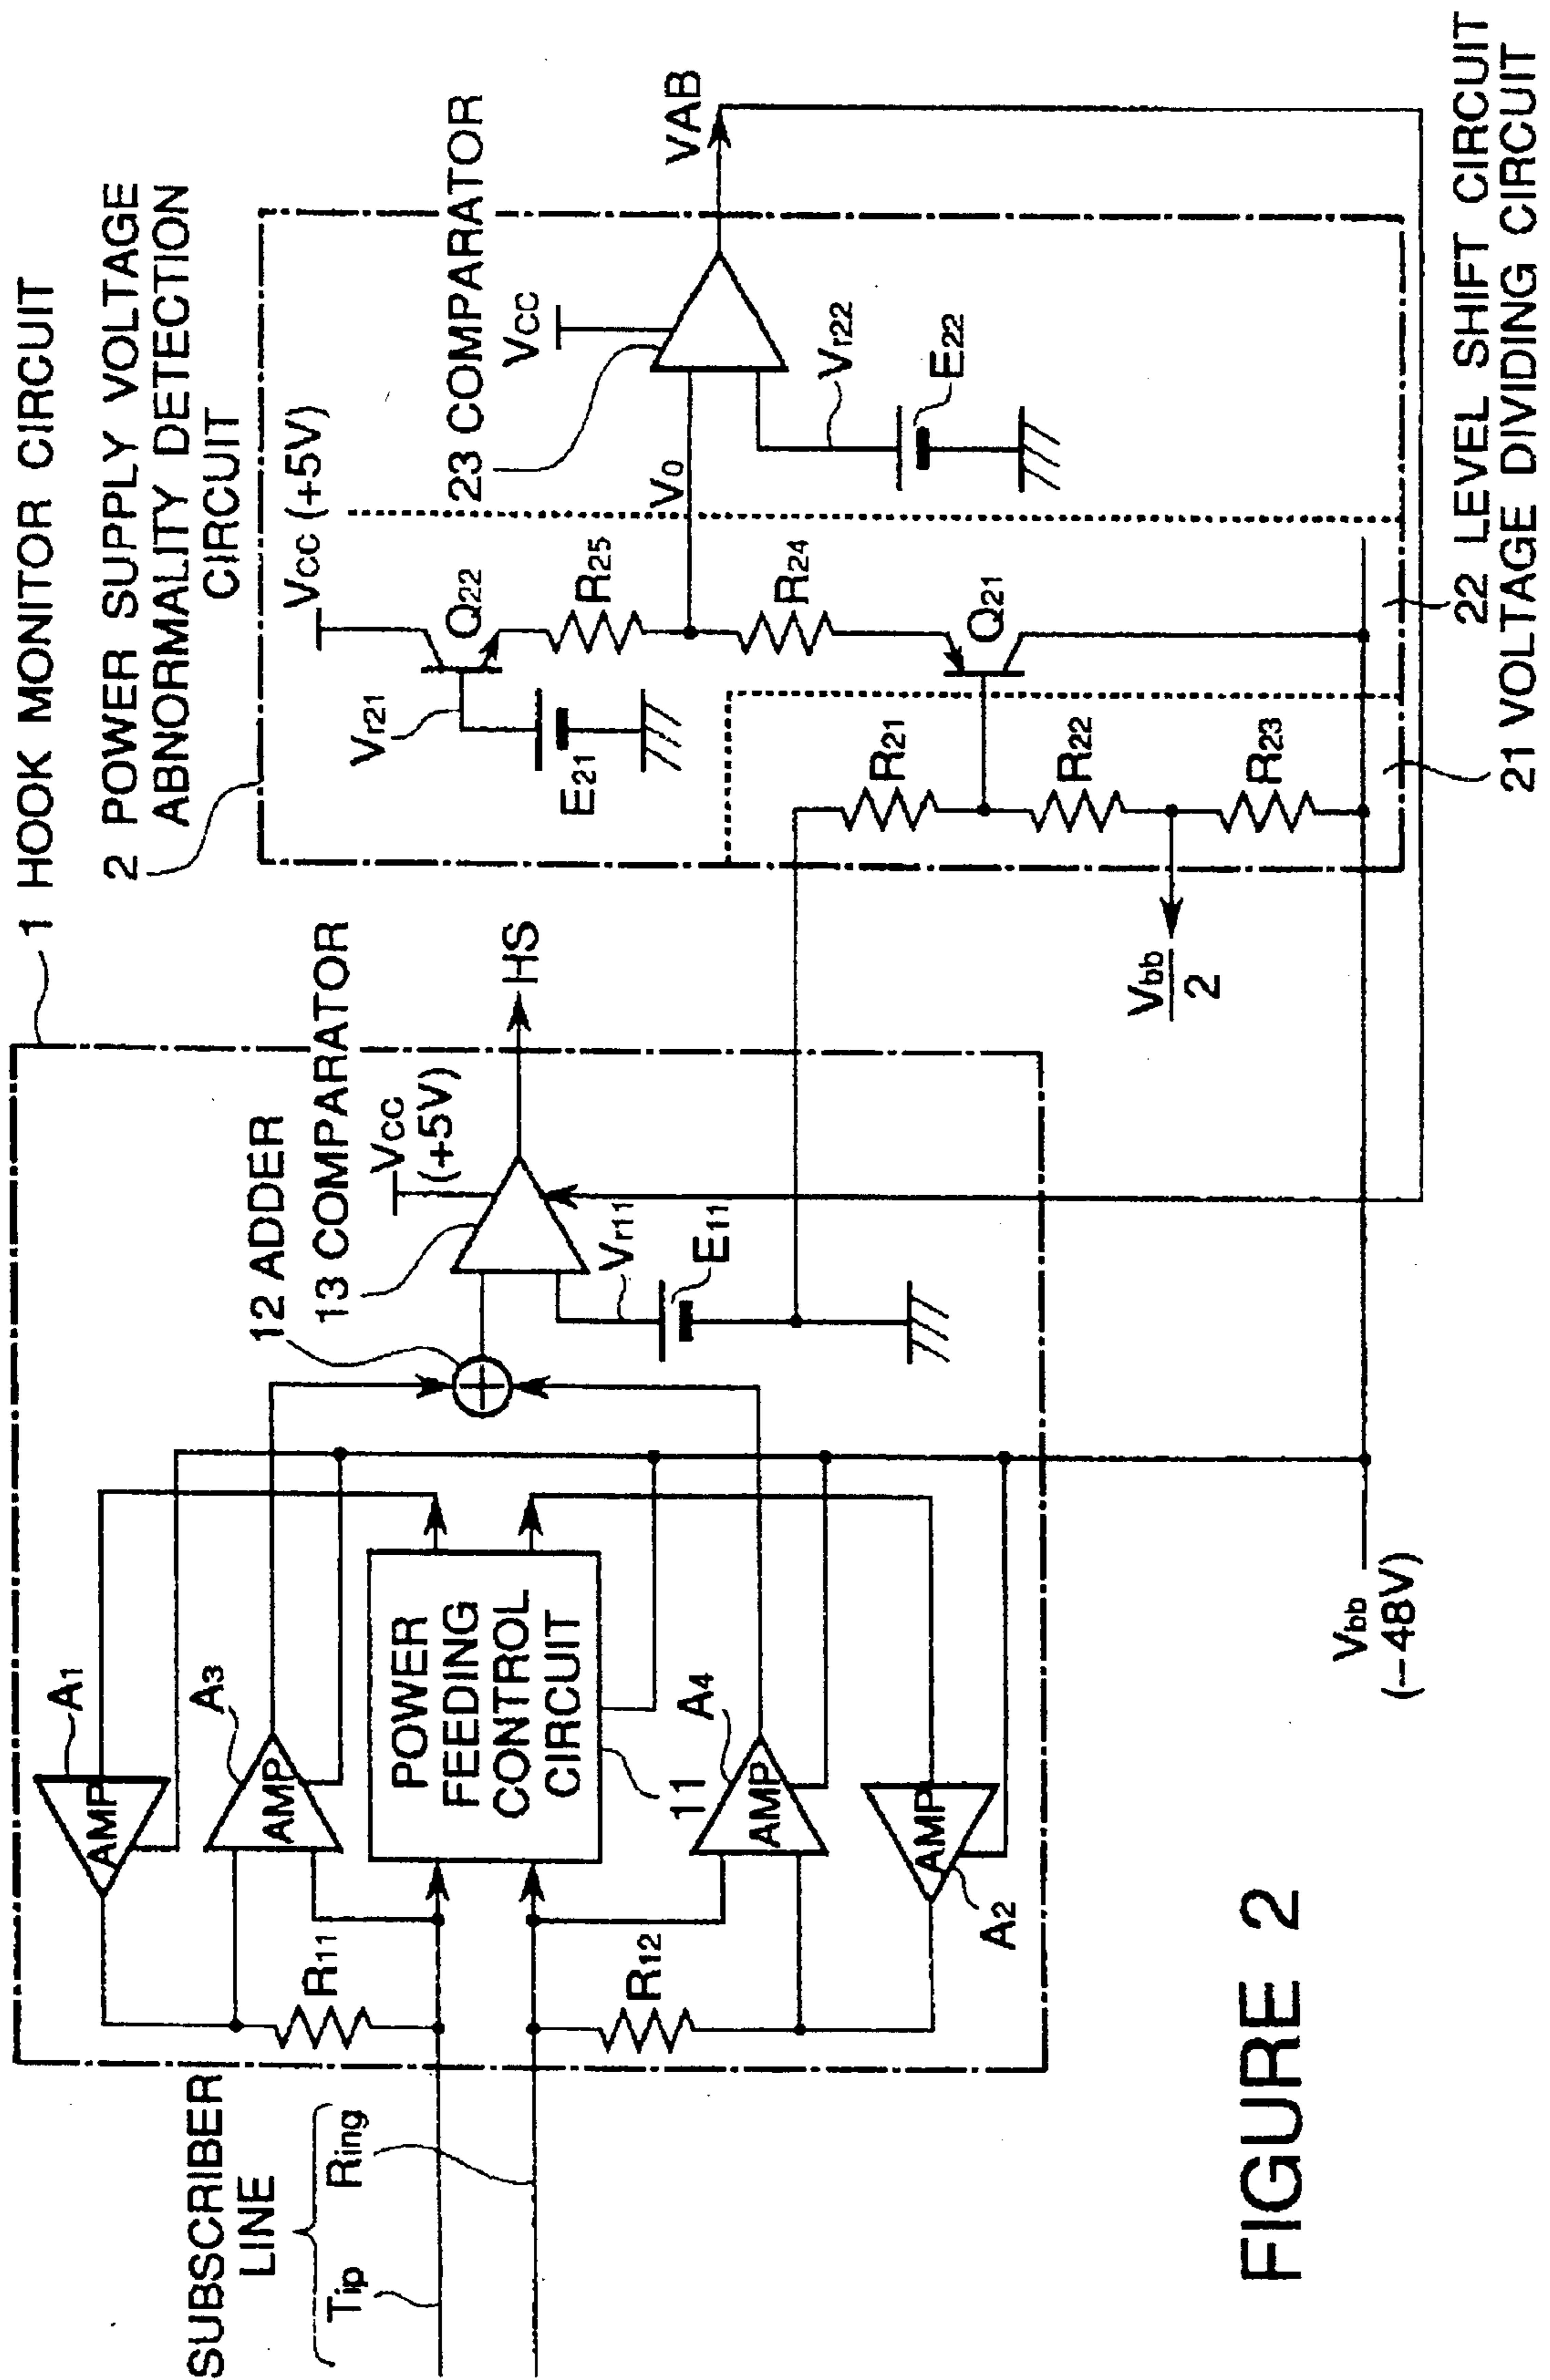 1 HOOK MONITOR CIRCUIT
2 POWER SUPPLY VOLTAGE
ABNORMALITY DETECTION
CIRCUIT
SUBSCRIBER
LINE
Tip
Ring
R11
R12
A1
AMP
A3
AMP
POWER
FEEDING
CONTROL
CIRCUIT
11
A4
AMP
AMP
A2
12 ADDER
13 COMPARATOR
VCC
(+5V)
Vr11
E11
HS
Vbb
(−48V)
Vbb
2
Vr21
E21
VCC (+5V)
Q22
R25
R24
Q21
R21
R22
R23
V0
23 COMPARATOR
VCC
Vr22
E22
VAB
22 LEVEL SHIFT CIRCUIT
21 VOLTAGE DIVIDING CIRCUIT
FIGURE 2